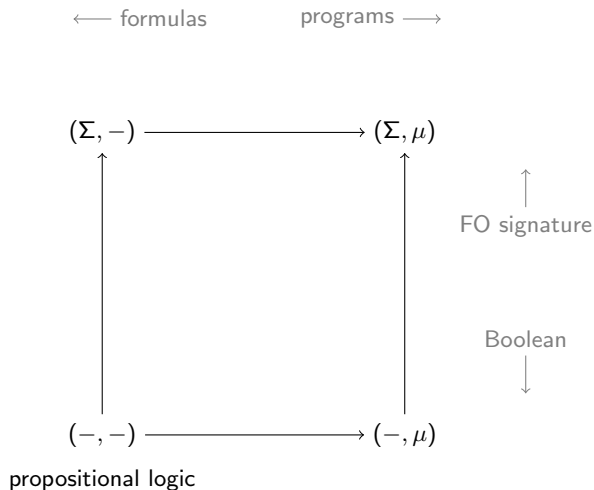 ← formulas programs →
(Σ, −) (Σ, μ)
FO signature
Boolean
(−, −) (−, μ)
propositional logic